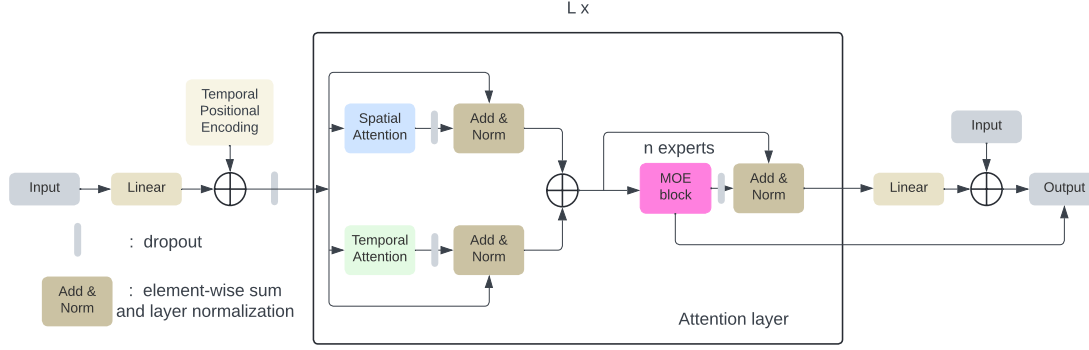 L x
Temporal
Positional
Encoding
Input
Linear
Spatial
Attention
Add &
Norm
Temporal
Attention
Add &
Norm
n experts
MOE
block
Add &
Norm
Linear
Input
Output
: dropout
Add &
Norm
: element-wise sum
and layer normalization
Attention layer